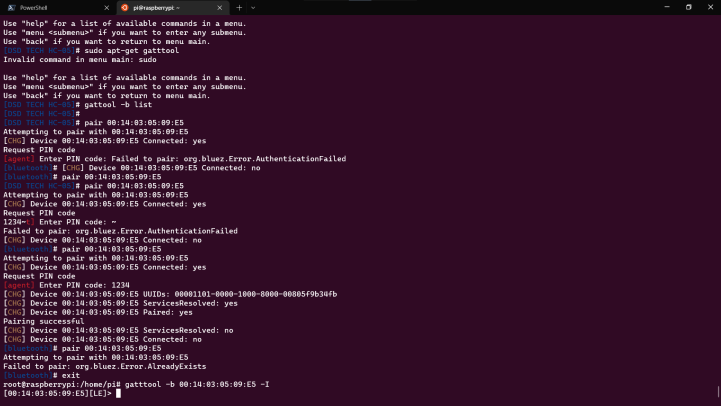 PowerShell
pi@raspberrypi: ~
Use "help" for a list of available commands in a menu.
Use "menu <submenu>" if you want to enter any submenu.
Use "back" if you want to return to menu main.
[DSD TECH HC-05]# sudo apt-get gatttool
Invalid command in menu main: sudo
Use "help" for a list of available commands in a menu.
Use "menu <submenu>" if you want to enter any submenu.
Use "back" if you want to return to menu main.
[DSD TECH HC-05]# gattool -b list
[DSD TECH HC-05]#
[DSD TECH HC-05]# pair 00:14:03:05:09:E5
Attempting to pair with 00:14:03:05:09:E5
[CHG] Device 00:14:03:05:09:E5 Connected: yes
Request PIN code
[agent] Enter PIN code: Failed to pair: org.bluez.Error.AuthenticationFailed
[bluetooth]# [CHG] Device 00:14:03:05:09:E5 Connected: no
[bluetooth]# pair 00:14:03:05:09:E5
[DSD TECH HC-05]# pair 00:14:03:05:09:E5
Attempting to pair with 00:14:03:05:09:E5
[CHG] Device 00:14:03:05:09:E5 Connected: yes
Request PIN code
1234~t] Enter PIN code: ~
Failed to pair: org.bluez.Error.AuthenticationFailed
[CHG] Device 00:14:03:05:09:E5 Connected: no
[bluetooth]# pair 00:14:03:05:09:E5
Attempting to pair with 00:14:03:05:09:E5
[CHG] Device 00:14:03:05:09:E5 Connected: yes
Request PIN code
[agent] Enter PIN code: 1234
[CHG] Device 00:14:03:05:09:E5 UUIDs: 00001101-0000-1000-8000-00805f9b34fb
[CHG] Device 00:14:03:05:09:E5 ServicesResolved: yes
[CHG] Device 00:14:03:05:09:E5 Paired: yes
Pairing successful
[CHG] Device 00:14:03:05:09:E5 ServicesResolved: no
[CHG] Device 00:14:03:05:09:E5 Connected: no
[bluetooth]# pair 00:14:03:05:09:E5
Attempting to pair with 00:14:03:05:09:E5
Failed to pair: org.bluez.Error.AlreadyExists
[bluetooth]# exit
root@raspberrypi:/home/pi# gatttool -b 00:14:03:05:09:E5 -I
[00:14:03:05:09:E5][LE]>